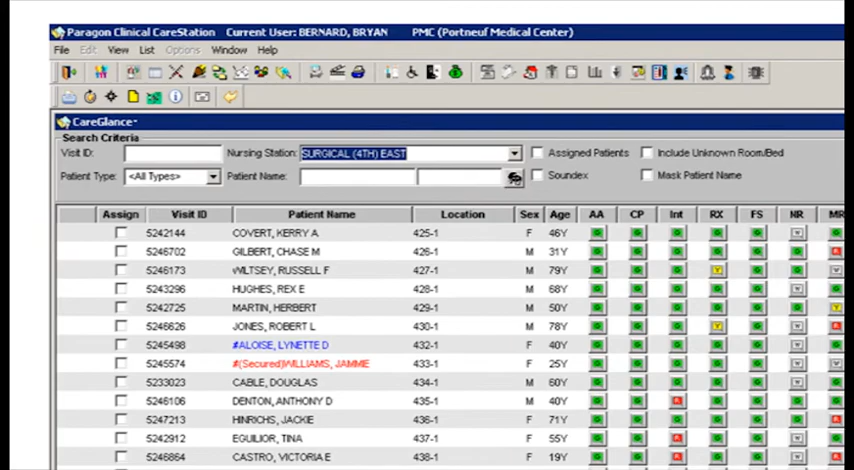 Paragon Clinical CareStation Current User: BERNARD, BRYAN PMC (Portneuf Medical Center)
File Edit View List Options Window Help
CareGlance
Search Criteria
Visit ID: Nursing Station: SURGICAL (4TH) EAST Assigned Patients Include Unknown Room/Bed
Patient Type: <All Types> Patient Name: Soundex Mask Patient Name
Assign Visit ID Patient Name Location Sex Age AA CP Int RX FS NR MR
5242144 COVERT, KERRY A 425-1 F 46Y
5246702 GILBERT, CHASE M 426-1 M 31Y
5246173 WILTSEY, RUSSELL F 427-1 M 79Y
5243296 HUGHES, REX E 428-1 M 68Y
5242725 MARTIN, HERBERT 429-1 M 50Y
5246626 JONES, ROBERT L 430-1 M 78Y
5245498 #ALOISE, LYNETTE D 432-1 F 40Y
5245574 #(Secured)WILLIAMS, JAMMIE 433-1 F 25Y
5233023 CABLE, DOUGLAS 434-1 M 60Y
5246106 DENTON, ANTHONY D 435-1 M 40Y
5247213 HINRICHS, JACKIE 436-1 F 71Y
5242912 EGUILIOR, TINA 437-1 F 55Y
5246864 CASTRO, VICTORIA E 438-1 F 19Y